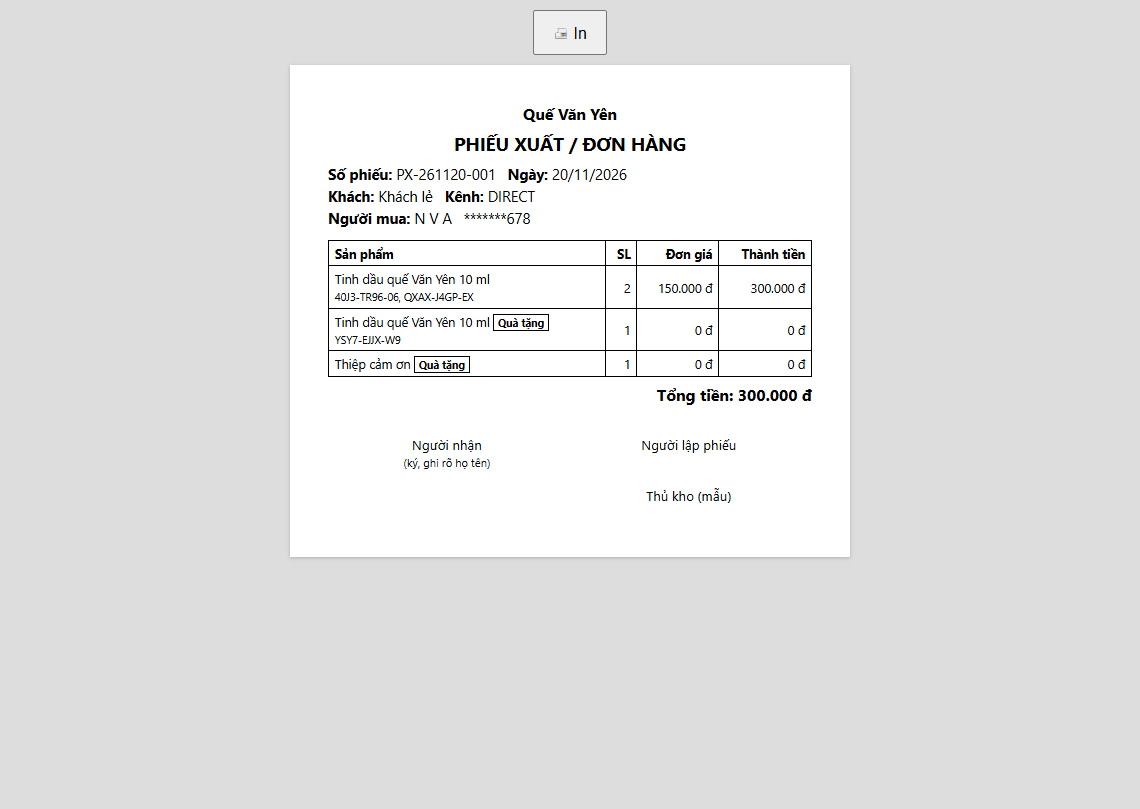 In
Quế Văn Yên
PHIẾU XUẤT / ĐƠN HÀNG
Số phiếu: PX-261120-001 Ngày: 20/11/2026
Khách: Khách lẻ Kênh: DIRECT
Người mua: N V A *******678
Sản phẩm SL Đơn giá Thành tiền
Tinh dầu quế Văn Yên 10 ml 2 150.000 đ 300.000 đ
40J3-TR96-06, QXAX-J4GP-EX
Tinh dầu quế Văn Yên 10 ml Quà tặng 1 0 đ 0 đ
YSY7-EJJX-W9
Thiệp cảm ơn Quà tặng 1 0 đ 0 đ
Tổng tiền: 300.000 đ
Người nhận Người lập phiếu
(ký, ghi rõ họ tên)
Thủ kho (mẫu)